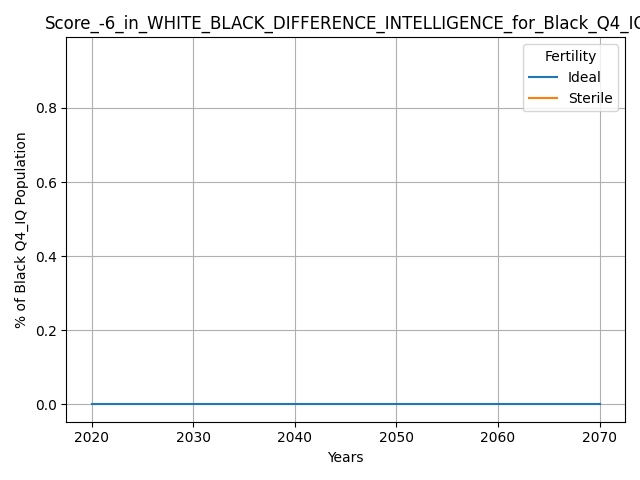 Score_-6_in_WHITE_BLACK_DIFFERENCE_INTELLIGENCE_for_Black_Q4_IQ
Fertility
Ideal
Sterile
% of Black Q4_IQ Population
0.8
0.6
0.4
0.2
0.0
2020 2030 2040 2050 2060 2070
Years